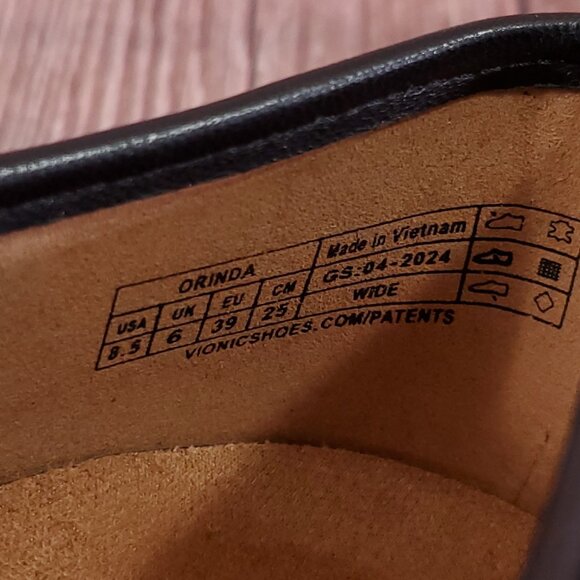 ORINDA
USA UK EU CM
8.5 6 39 25
Made in Vietnam
GS:04-2024
WIDE
VIONICSHOES.COM/PATENTS